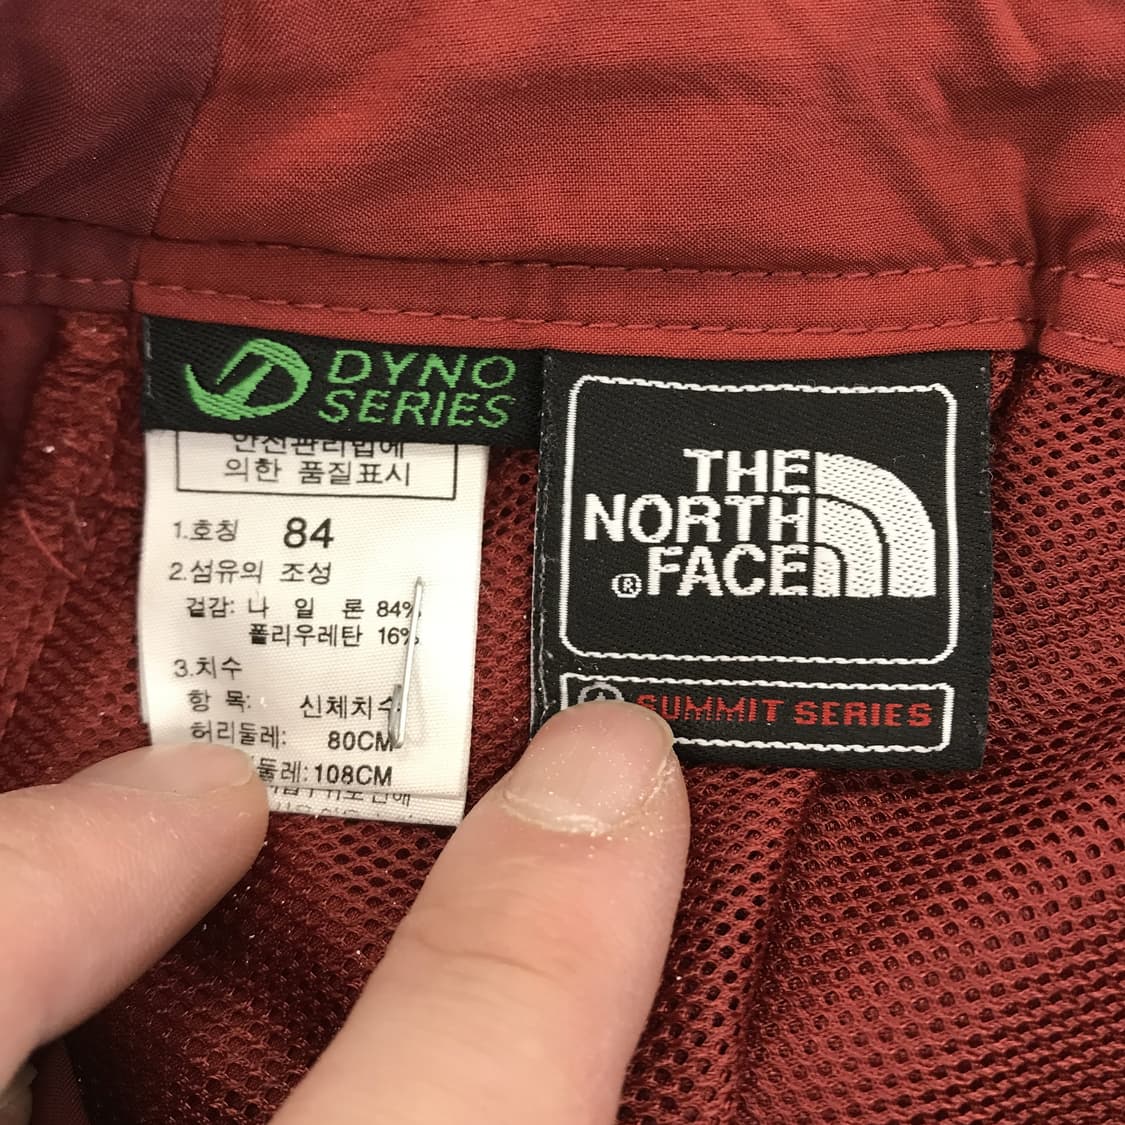 DYNO
SERIES
안전관리법에
의한 품질표시
1.호칭 84
2.섬유의 조성
겉감: 나 일 론 84%
폴리우레탄 16%
3.치수
항 목: 신체치수
허리둘레: 80CM
둘레: 108CM
THE
NORTH
® FACE
SUMMIT SERIES